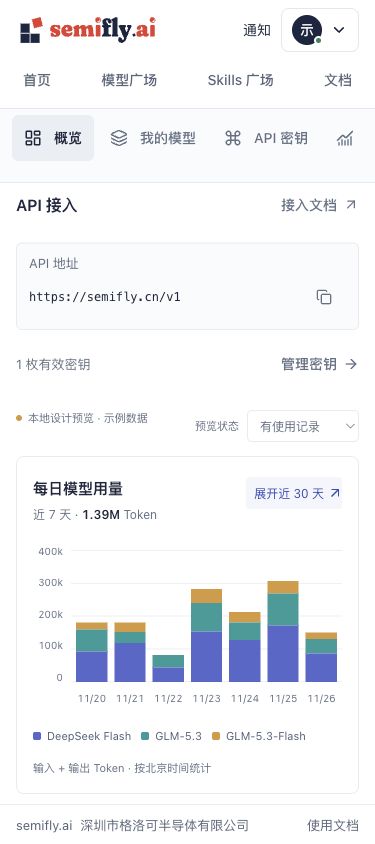 semifly.ai
通知 示
首页 模型广场 Skills 广场 文档
概览 我的模型 API 密钥
API 接入 接入文档
API 地址
https://semifly.cn/v1
1 枚有效密钥 管理密钥
本地设计预览 · 示例数据 预览状态 有使用记录
每日模型用量 展开近 30 天
近 7 天 · 1.39M Token
400k
300k
200k
100k
0
11/20 11/21 11/22 11/23 11/24 11/25 11/26
DeepSeek Flash GLM-5.3 GLM-5.3-Flash
输入 + 输出 Token · 按北京时间统计
semifly.ai 深圳市格洛可半导体有限公司 使用文档